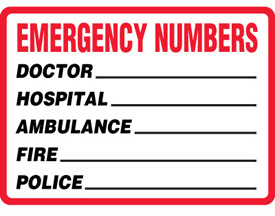 EMERGENCY NUMBERS
DOCTOR
HOSPITAL
AMBULANCE
FIRE
POLICE